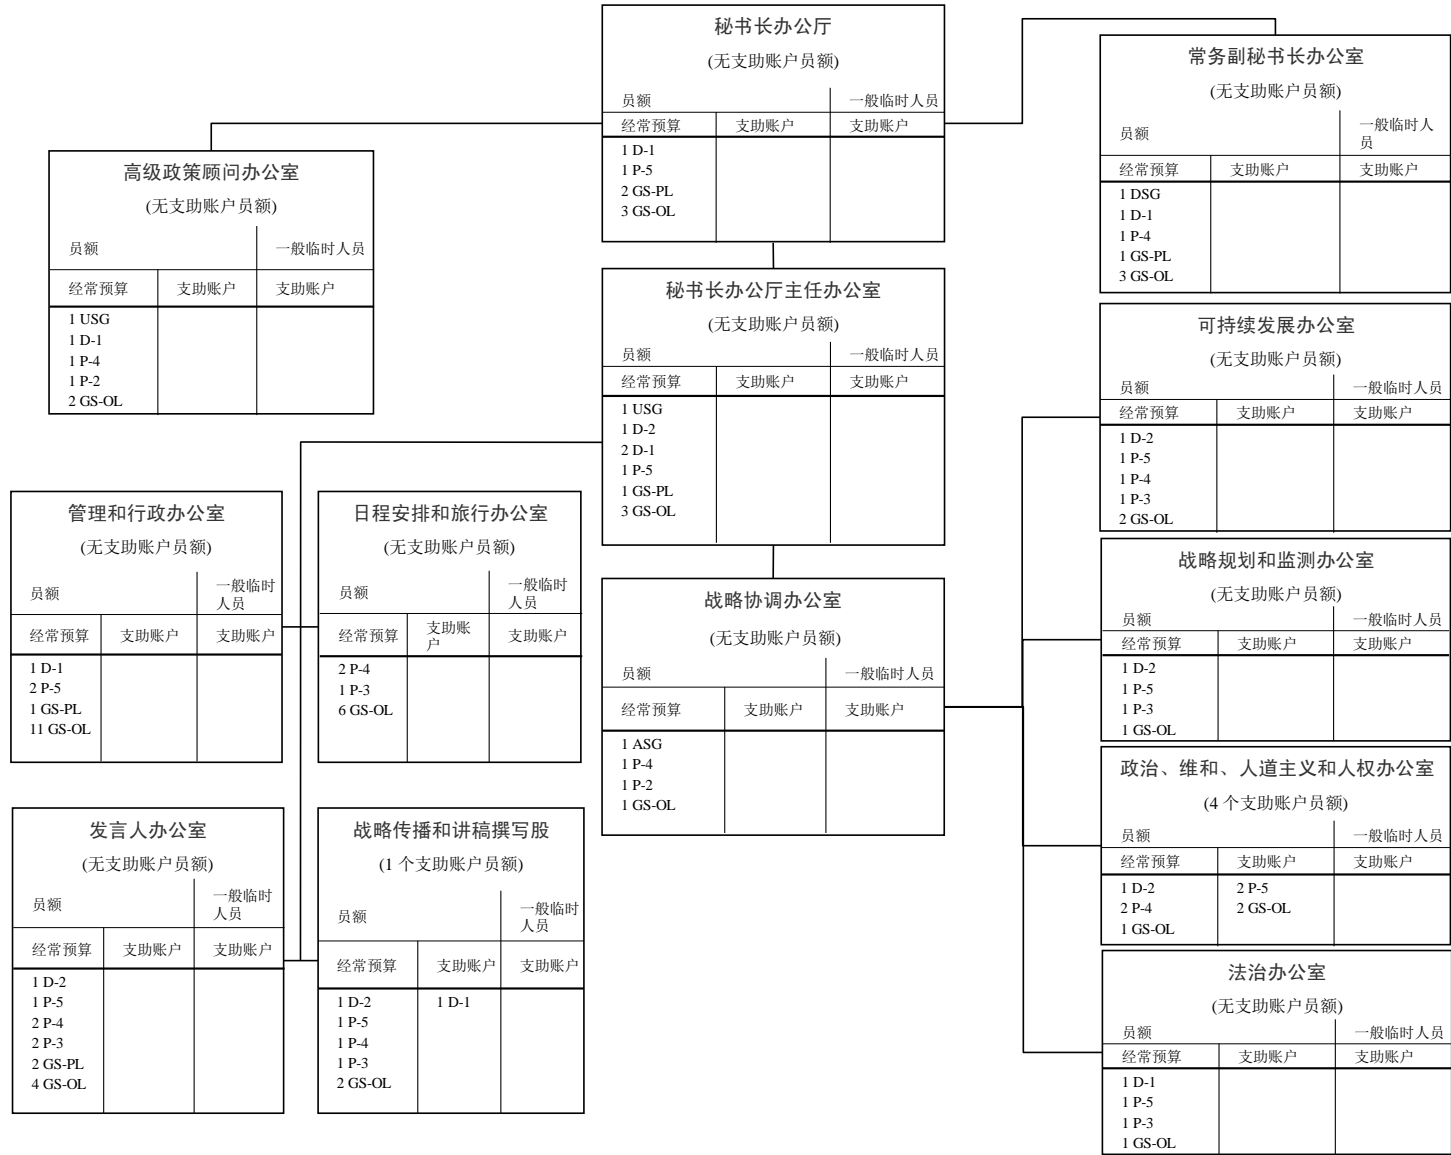 秘书长办公厅
(无支助账户员额)
员额 一般临时人员
经常预算 支助账户 支助账户
1 D-1
1 P-5
2 GS-PL
3 GS-OL
常务副秘书长办公室
(无支助账户员额)
员额 一般临时人
员
经常预算 支助账户 支助账户
1 DSG
1 D-1
1 P-4
1 GS-PL
3 GS-OL
高级政策顾问办公室
(无支助账户员额)
员额 一般临时人员
经常预算 支助账户 支助账户
1 USG
1 D-1
1 P-4
1 P-2
2 GS-OL
秘书长办公厅主任办公室
(无支助账户员额)
员额 一般临时人员
经常预算 支助账户 支助账户
1 USG
1 D-2
2 D-1
1 P-5
1 GS-PL
3 GS-OL
可持续发展办公室
(无支助账户员额)
员额 一般临时人员
经常预算 支助账户 支助账户
1 D-2
1 P-5
1 P-4
1 P-3
2 GS-OL
管理和行政办公室
(无支助账户员额)
员额 一般临时
人员
经常预算 支助账户 支助账户
1 D-1
2 P-5
1 GS-PL
11 GS-OL
日程安排和旅行办公室
(无支助账户员额)
员额 一般临时
人员
经常预算 支助账
户 支助账户
2 P-4
1 P-3
6 GS-OL
战略协调办公室
(无支助账户员额)
员额 一般临时人员
经常预算 支助账户 支助账户
1 ASG
1 P-4
1 P-2
1 GS-OL
战略规划和监测办公室
(无支助账户员额)
员额 一般临时人员
经常预算 支助账户 支助账户
1 D-2
1 P-5
1 P-3
1 GS-OL
政治、维和、人道主义和人权办公室
(4 个支助账户员额)
员额 一般临时人员
经常预算 支助账户 支助账户
1 D-2 2 P-5
2 P-4 2 GS-OL
1 GS-OL
发言人办公室
(无支助账户员额)
员额 一般临时
人员
经常预算 支助账户 支助账户
1 D-2
1 P-5
2 P-4
2 P-3
2 GS-PL
4 GS-OL
战略传播和讲稿撰写股
(1 个支助账户员额)
员额 一般临时
人员
经常预算 支助账户 支助账户
1 D-2 1 D-1
1 P-5
1 P-4
1 P-3
2 GS-OL
法治办公室
(无支助账户员额)
员额 一般临时人员
经常预算 支助账户 支助账户
1 D-1
1 P-5
1 P-3
1 GS-OL